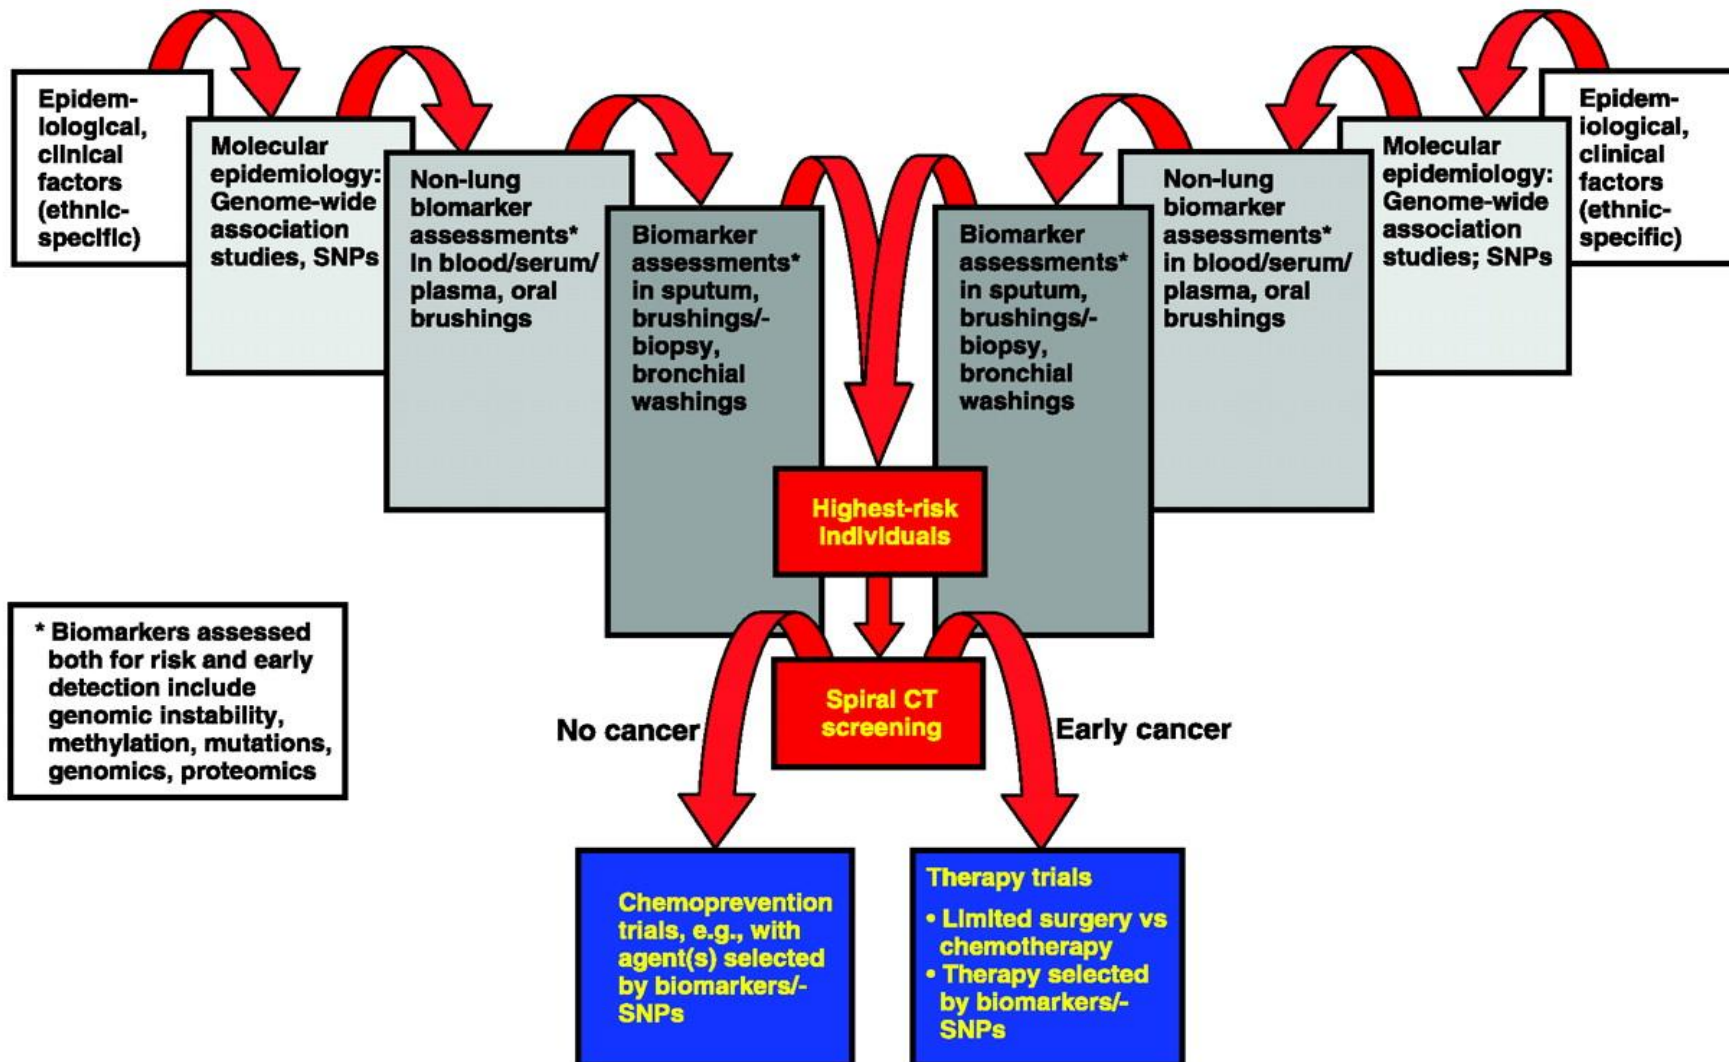 Epidem-
iological,
clinical
factors
(ethnic-
specific)
Molecular
epidemiology:
Genome-wide
association
studies, SNPs
Non-lung
biomarker
assessments*
in blood/serum/
plasma, oral
brushings
Biomarker
assessments*
in sputum,
brushings/-
biopsy,
bronchial
washings
Biomarker
assessments*
in sputum,
brushings/-
biopsy,
bronchial
washings
Non-lung
biomarker
assessments*
in blood/serum/
plasma, oral
brushings
Molecular
epidemiology:
Genome-wide
association
studies; SNPs
Epidem-
iological,
clinical
factors
(ethnic-
specific)
Highest-risk
individuals
* Biomarkers assessed
both for risk and early
detection include
genomic instability,
methylation, mutations,
genomics, proteomics
Spiral CT
screening
No cancer
Early cancer
Chemoprevention
trials, e.g., with
agent(s) selected
by biomarkers/-
SNPs
Therapy trials
• Limited surgery vs
chemotherapy
• Therapy selected
by biomarkers/-
SNPs